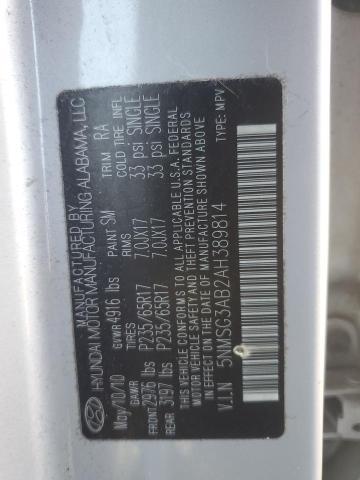 MANUFACTURED BY
HYUNDAI MOTOR MANUFACTURING ALABAMA, LLC
May/10/10 GVWR 4916 lbs PAINT SM TRIM RA
TIRES RIMS COLD TIRE INFL
FRONT 2976 lbs P235/65R17 7.0JX17 33 psi SINGLE
REAR 3197 lbs P235/65R17 7.0JX17 33 psi SINGLE
THIS VEHICLE CONFORMS TO ALL APPLICABLE U.S.A. FEDERAL
MOTOR VEHICLE SAFETY AND THEFT PREVENTION
STANDARDS IN EFFECT ON THE DATE OF MANUFACTURE SHOWN ABOVE
V.I.N 5NMSG3AB2AH389814 TYPE: MPV